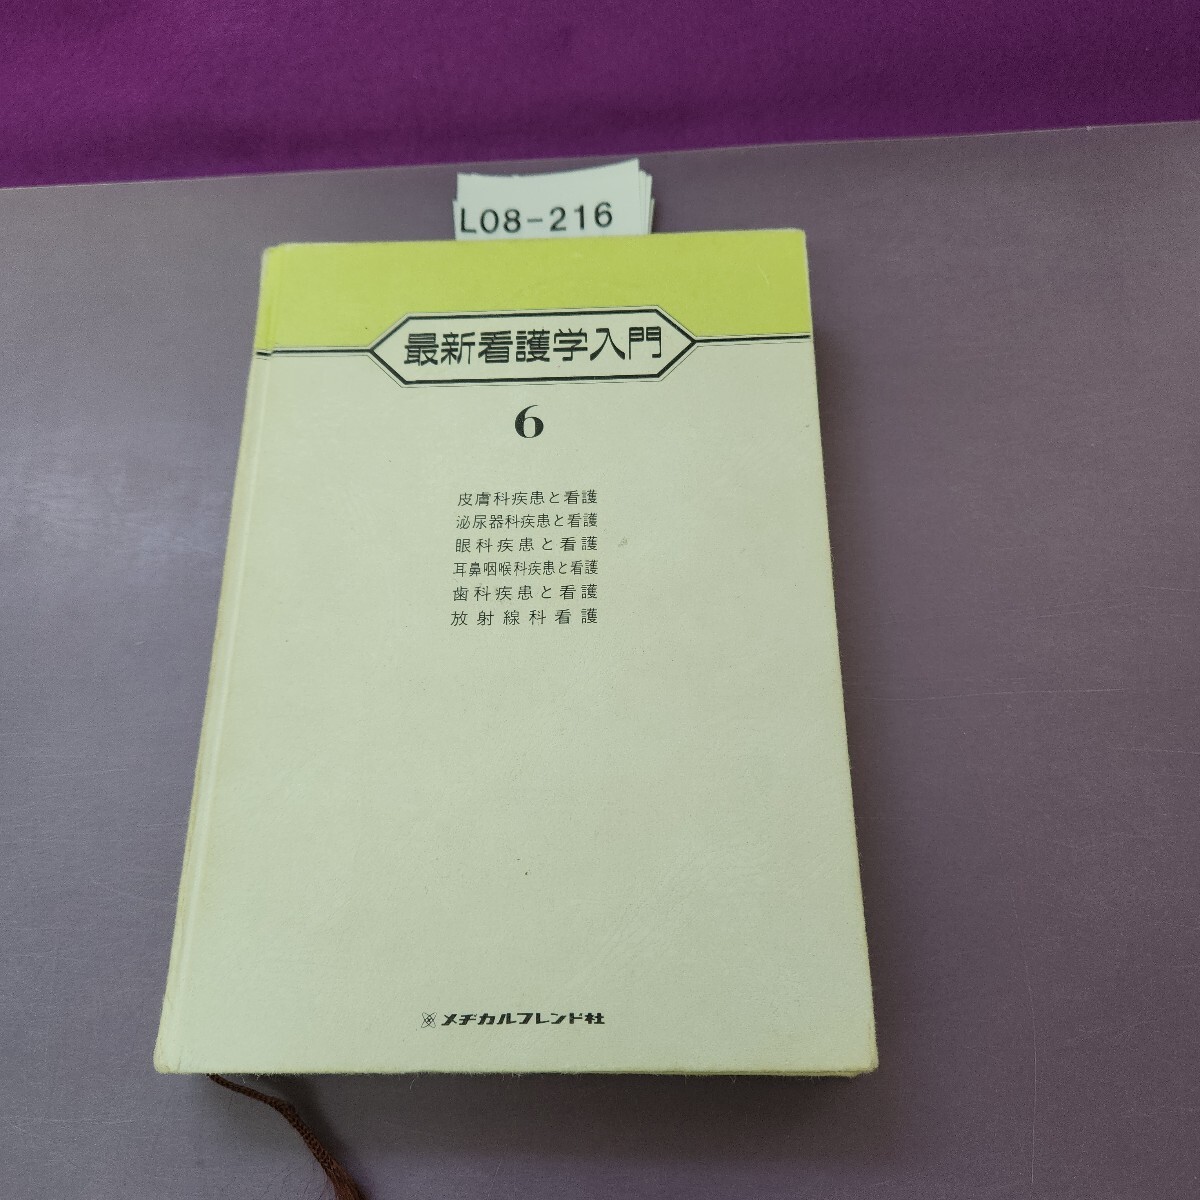 L08-216
最新看護学入門
6
皮膚科疾患と看護
泌尿器科疾患と看護
眼科疾患と看護
耳鼻咽喉科疾患と看護
歯科疾患と看護
放射線科看護
メヂカルフレンド社